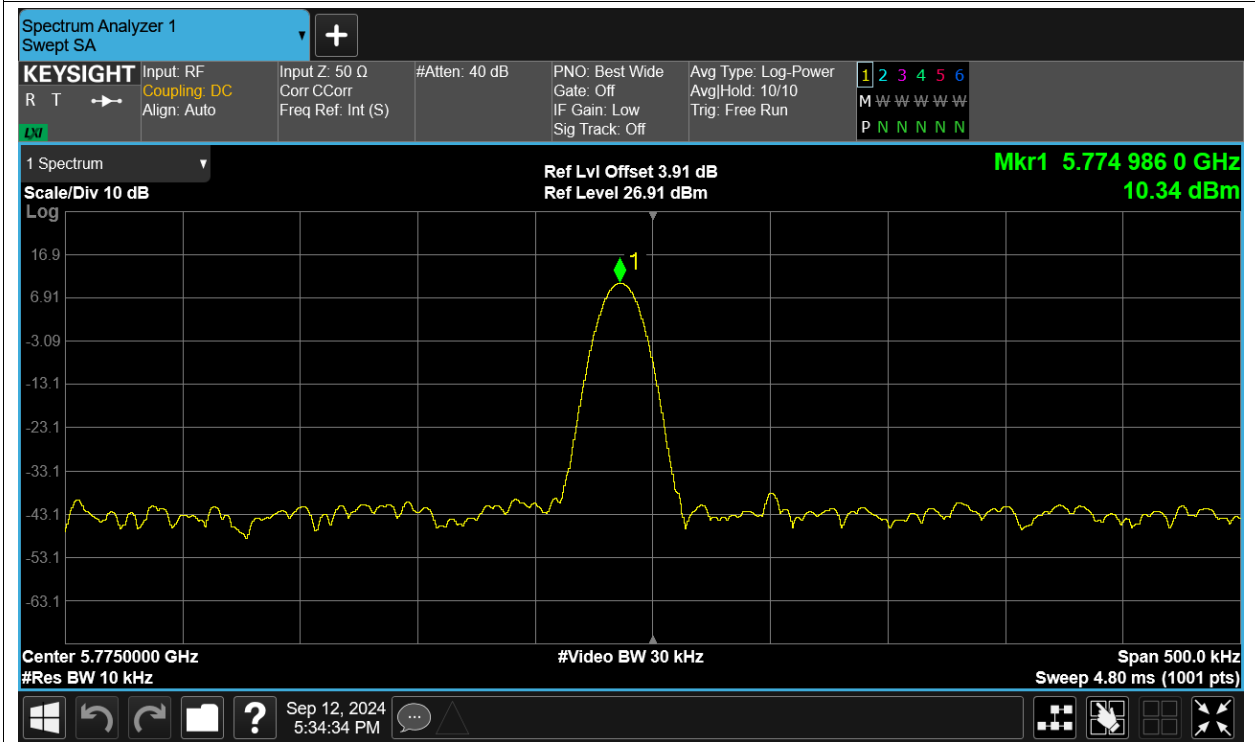 Spectrum Analyzer 1
Swept SA
KEYSIGHT
R T
LXI
Input: RF
Coupling: DC
Align: Auto
Input Z: 50 Ω
Corr CCorr
Freq Ref: Int (S)
#Atten: 40 dB
PNO: Best Wide
Gate: Off
IF Gain: Low
Sig Track: Off
Avg Type: Log-Power
Avg|Hold: 10/10
Trig: Free Run
1 2 3 4 5 6
M W W W W W
P N N N N N
1 Spectrum
Scale/Div 10 dB
Log
Ref Lvl Offset 3.91 dB
Ref Level 26.91 dBm
Mkr1 5.774 986 0 GHz
10.34 dBm
1
16.9
6.91
-3.09
-13.1
-23.1
-33.1
-43.1
-53.1
-63.1
Center 5.7750000 GHz
#Res BW 10 kHz
#Video BW 30 kHz
Span 500.0 kHz
Sweep 4.80 ms (1001 pts)
?
Sep 12, 2024
5:34:34 PM